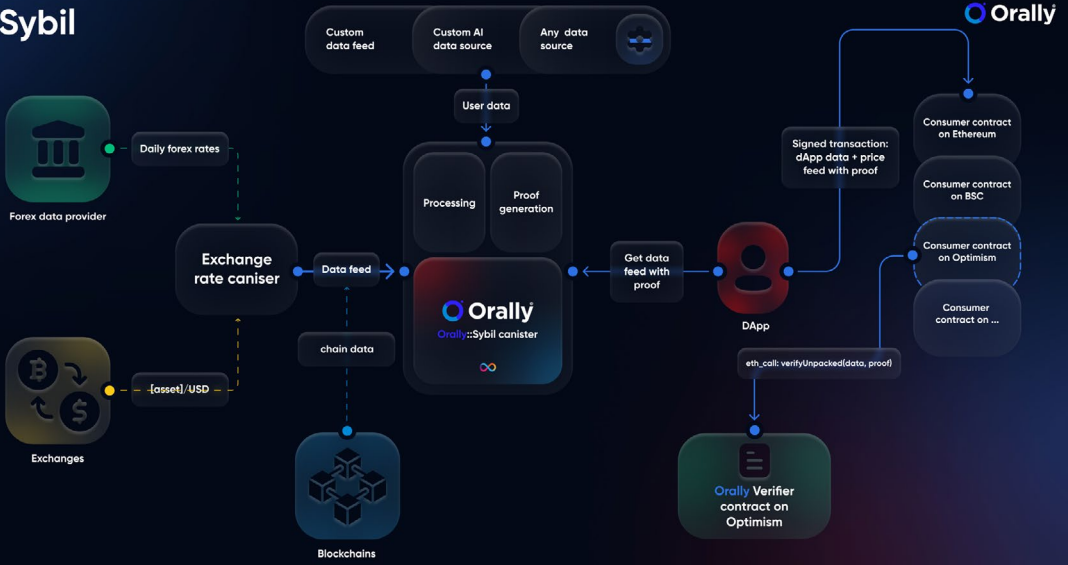 Sybil
Orally
Custom
data feed
Custom AI
data source
Any data
source
User data
Daily forex rates
Forex data provider
Processing
Proof
generation
Signed transaction:
dApp data + price
feed with proof
Consumer contract
on Ethereum
Consumer contract
on BSC
Consumer contract
on Optimism
Consumer
contract on ...
Exchange
rate caniser
Data feed
Get data
feed with
proof
Orally
Orally::Sybil canister
DApp
chain data
eth_call: verifyUnpacked(data, proof)
[asset]/USD
Exchanges
Blockchains
Orally Verifier
contract on
Optimism